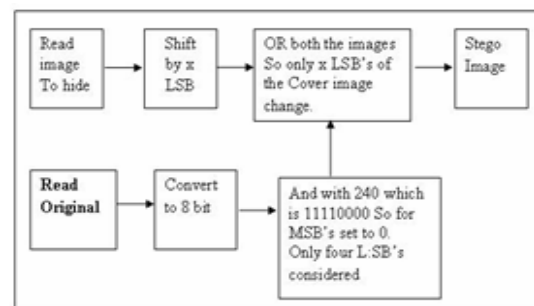 Read
image
To hide
Shift
by x
LSB
OR both the images
So only x LSB's of
the Cover image
change.
Stego
Image
Read
Original
Convert
to 8 bit
And with 240 which
is 11110000 So for
MSB's set to 0.
Only four L:SB's
considered